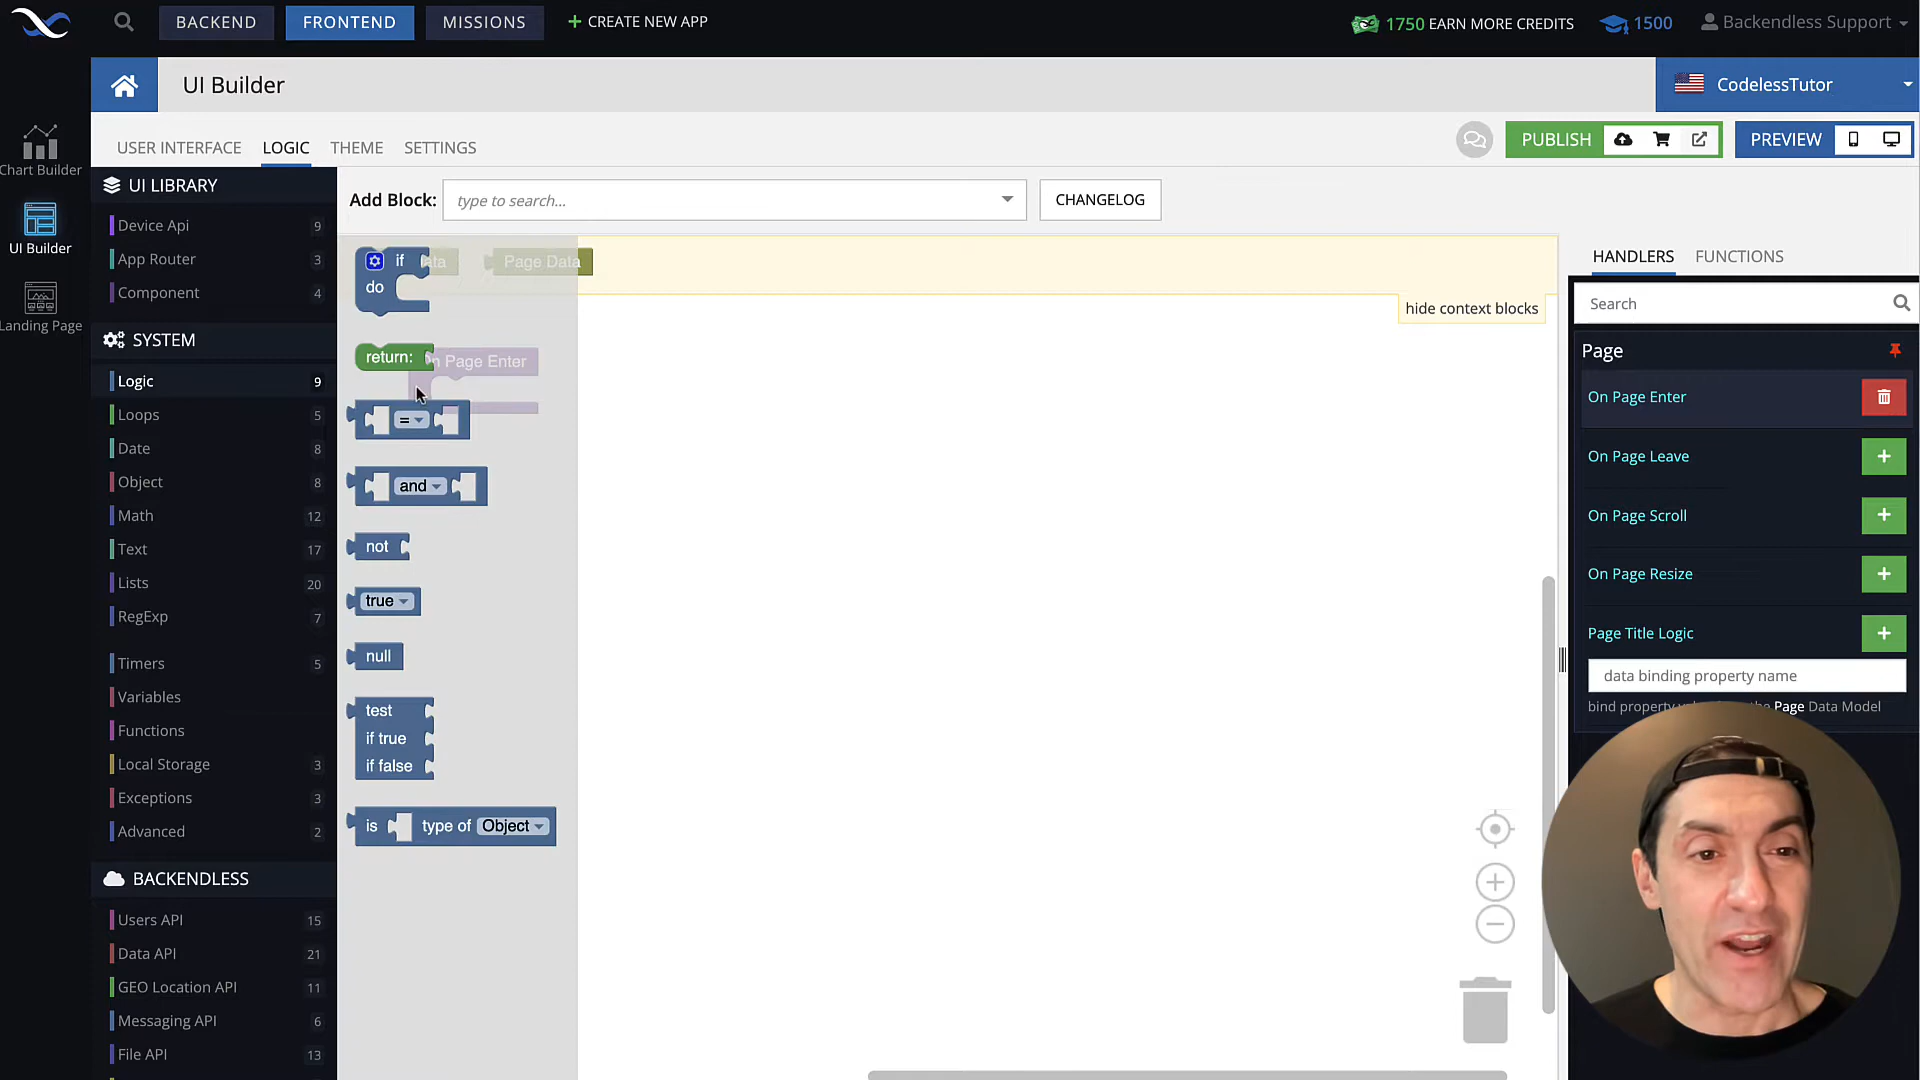 BACKEND
FRONTEND
MISSIONS
+ CREATE NEW APP
1750 EARN MORE CREDITS
1500
Backendless Support
UI Builder
CodelessTutor
Chart Builder
UI Builder
Landing Page
USER INTERFACE
LOGIC
THEME
SETTINGS
PUBLISH
PREVIEW
UI LIBRARY
Device Api 9
App Router 3
Component 4
SYSTEM
Logic 9
Loops 5
Date 8
Object 8
Math 12
Text 17
Lists 20
RegExp 7
Timers 5
Variables
Functions
Local Storage 3
Exceptions 3
Advanced 2
BACKENDLESS
Users API 15
Data API 21
GEO Location API 11
Messaging API 6
File API 13
Add Block:
type to search...
CHANGELOG
if
do
Page Data
hide context blocks
return:
Page Enter
=
and
not
true
null
test
if true
if false
is type of Object
HANDLERS
FUNCTIONS
Search
Page
On Page Enter
On Page Leave
On Page Scroll
On Page Resize
Page Title Logic
data binding property name
bind property Page Data Model